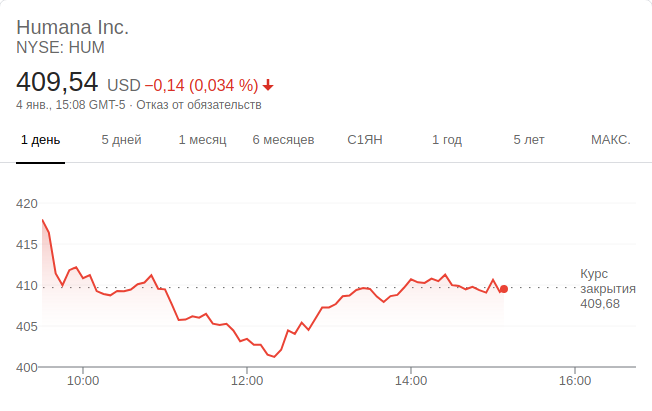 Humana Inc.
NYSE: HUM
409,54 USD −0,14 (0,034 %)
4 янв., 15:08 GMT-5 · Отказ от обязательств
1 день 5 дней 1 месяц 6 месяцев С1ЯН 1 год 5 лет МАКС.
420
415
410
405
400
Курс
закрытия
409,68
10:00 12:00 14:00 16:00